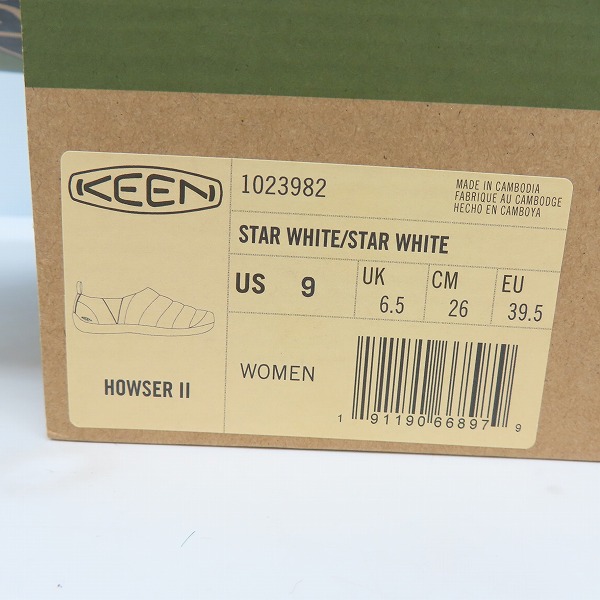 KEEN
1023982
MADE IN CAMBODIA
FABRIQUE AU CAMBODGE
HECHO EN CAMBOYA
STAR WHITE/STAR WHITE
US 9
UK
6.5
CM
26
EU
39.5
HOWSER II
WOMEN
1 91190 66897 9